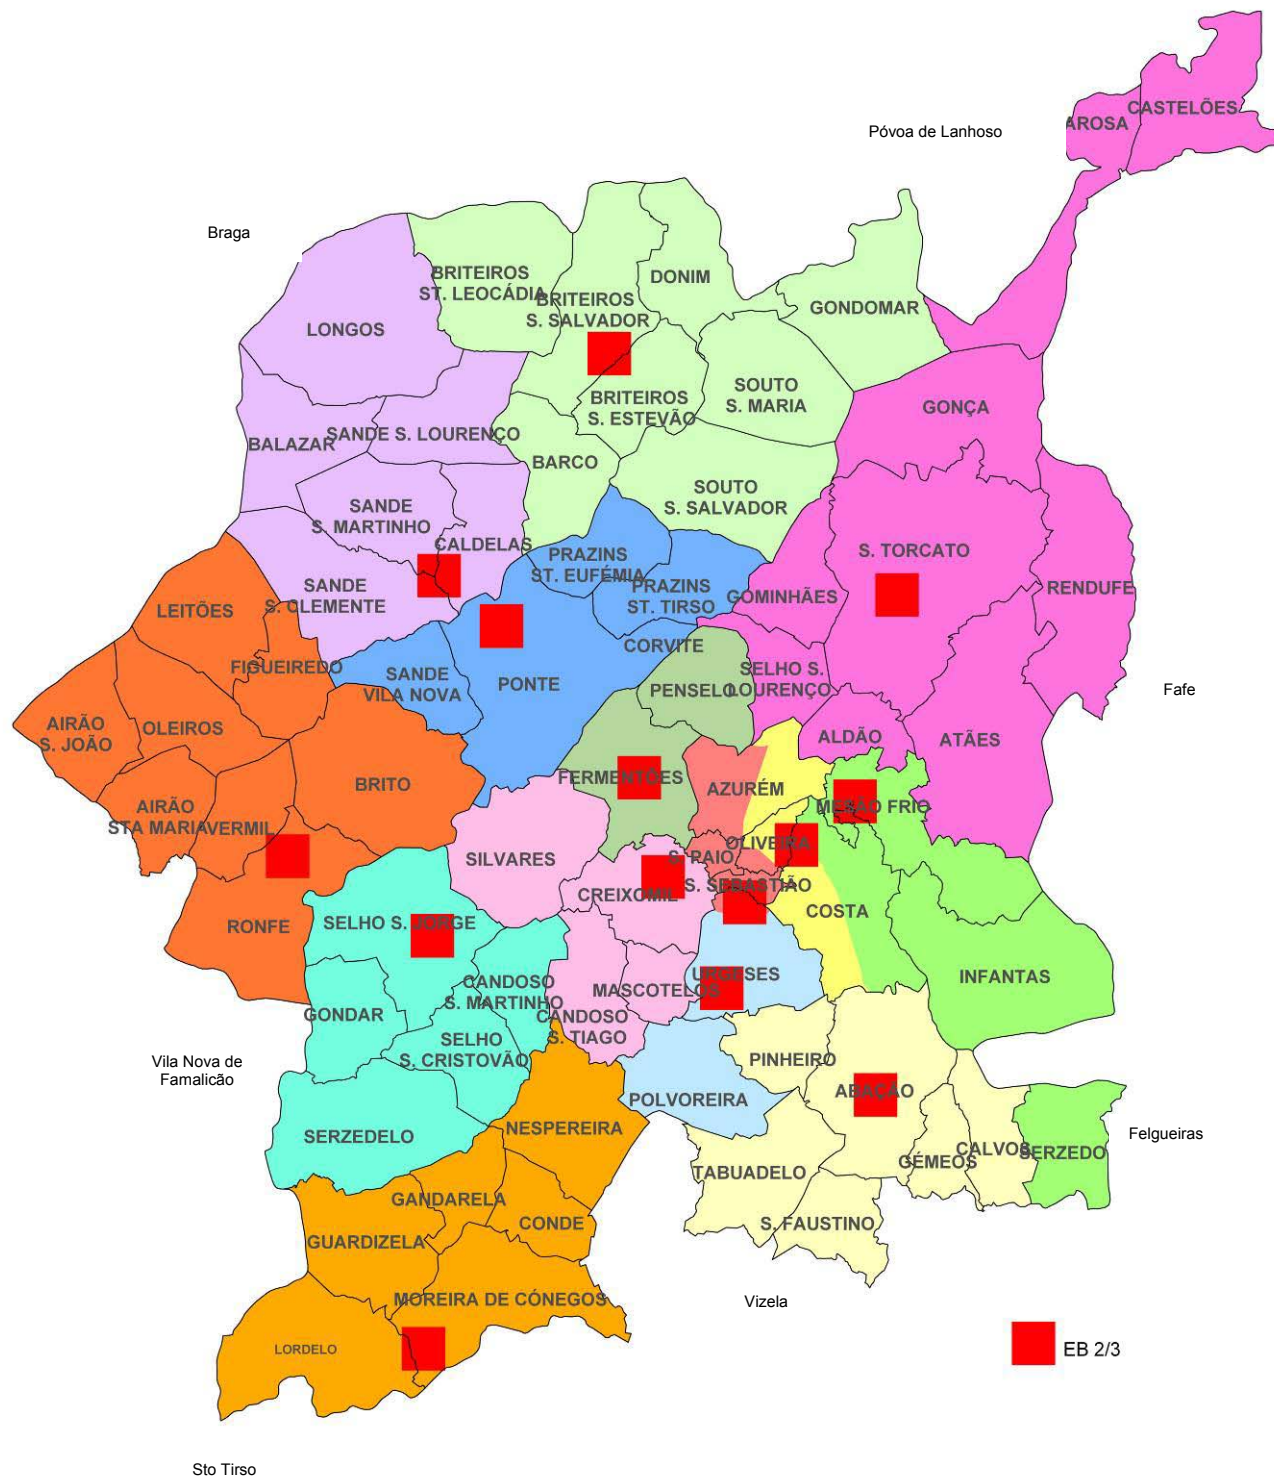 CASTELÕES
AROSA
Póvoa de Lanhoso
Braga
BRITEIROS
ST. LEOCÁDIA
BRITEIROS
S. SALVADOR
DONIM
GONDOMAR
LONGOS
SOUTO
S. MARIA
BRITEIROS
S. ESTEVÃO
GONÇA
BALAZAR
SANDE S. LOURENÇO
BARCO
SOUTO
S. SALVADOR
SANDE
S. MARTINHO
CALDELAS
PRAZINS
ST. EUFÉMIA
S. TORCATO
RENDUFE
SANDE
S. CLEMENTE
PRAZINS
ST. TIRSO
GOMINHÃES
LEITÕES
FIGUEIREDO
CORVITE
SANDE
VILA NOVA
PONTE
PENSELO
SELHO S.
LOURENÇO
Fafe
AIRÃO
S. JOÃO
OLEIROS
ALDÃO
ATÃES
BRITO
FERMENTÕES
AZURÉM
MESÃO FRIO
AIRÃO
STA MARIA
VERMIL
OLIVEIRA
SILVARES
S. PAIO
S. SEBASTIÃO
CREIXOMIL
COSTA
RONFE
SELHO S. JORGE
INFANTAS
URGESES
CANDOSO
S. MARTINHO
MASCOTELOS
GONDAR
CANDOSO
S. TIAGO
SELHO
S. CRISTOVÃO
PINHEIRO
Vila Nova de
Famalicão
ABAÇÃO
POLVOREIRA
NESPEREIRA
SERZEDELO
Felgueiras
CALVOS
SERZEDO
GÉMEOS
TABUADELO
GANDARELA
CONDE
S. FAUSTINO
GUARDIZELA
MOREIRA DE CÓNEGOS
Vizela
LORDELO
EB 2/3
Sto Tirso